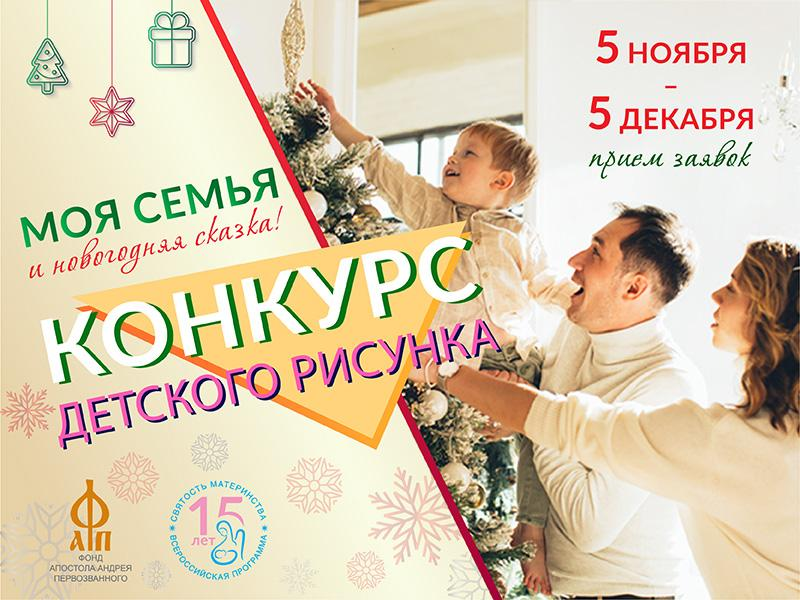 5 НОЯБРЯ
–
5 ДЕКАБРЯ
прием заявок
МОЯ СЕМЬЯ
и новогодняя сказка!
КОНКУРС
ДЕТСКОГО РИСУНКА
ФАП
ФОНД
АПОСТОЛА АНДРЕЯ
ПЕРВОЗВАННОГО
СВЯТОСТЬ МАТЕРИНСТВА
15
лет
ВСЕРОССИЙСКАЯ ПРОГРАММА